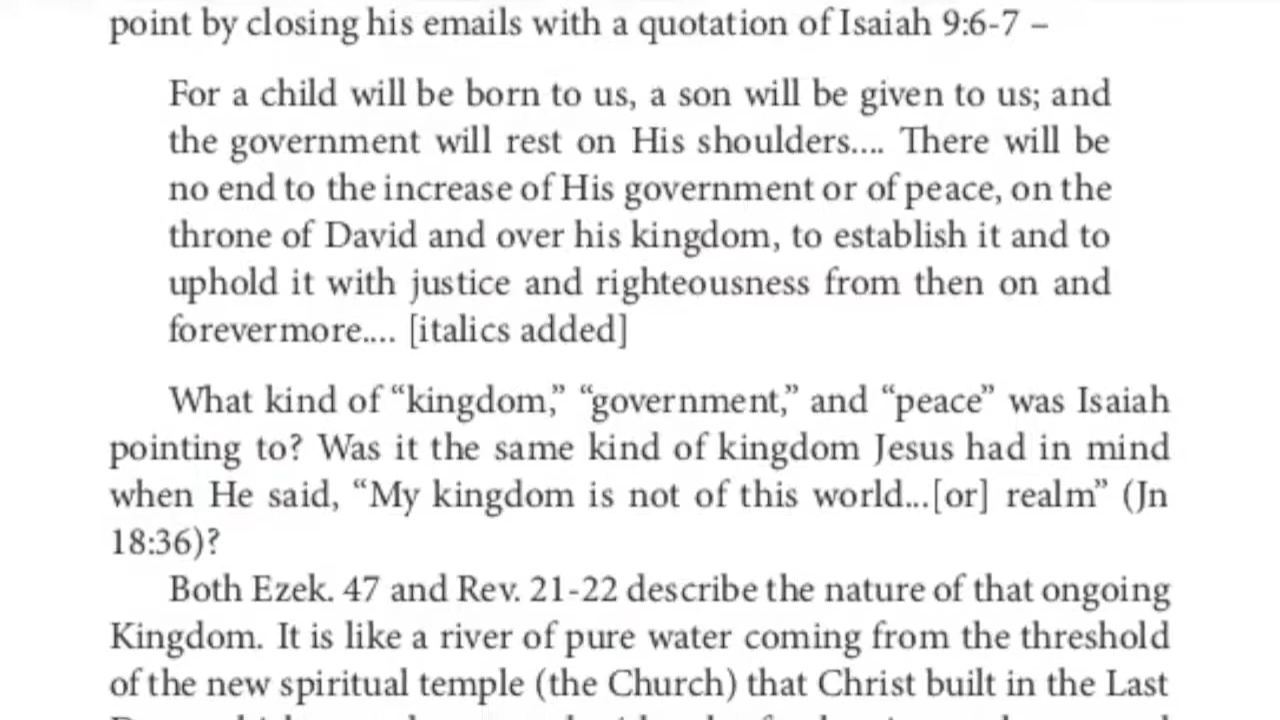 point by closing his emails with a quotation of Isaiah 9:6-7 –
For a child will be born to us, a son will be given to us; and
the government will rest on His shoulders.... There will be
no end to the increase of His government or of peace, on the
throne of David and over his kingdom, to establish it and to
uphold it with justice and righteousness from then on and
forevermore.... [italics added]
What kind of “kingdom,” “government,” and “peace” was Isaiah
pointing to? Was it the same kind of kingdom Jesus had in mind
when He said, “My kingdom is not of this world...[or] realm” (Jn
18:36)?
Both Ezek. 47 and Rev. 21-22 describe the nature of that ongoing
Kingdom. It is like a river of pure water coming from the threshold
of the new spiritual temple (the Church) that Christ built in the Last